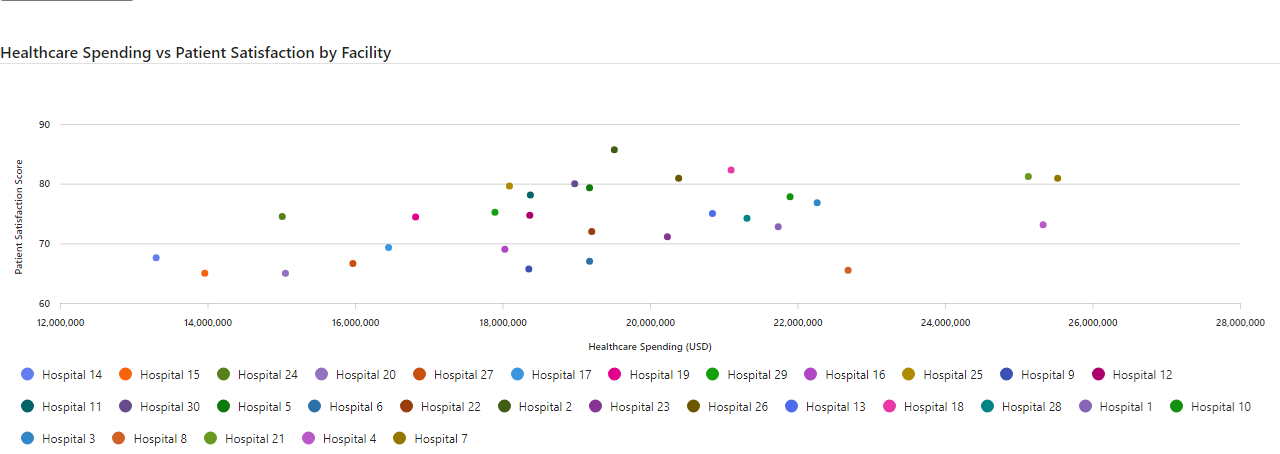 Healthcare Spending vs Patient Satisfaction by Facility
90
80
70
60
Patient Satisfaction Score
12,000,000 14,000,000 16,000,000 18,000,000 20,000,000 22,000,000 24,000,000 26,000,000 28,000,000
Healthcare Spending (USD)
Hospital 14 Hospital 15 Hospital 24 Hospital 20 Hospital 27 Hospital 17 Hospital 19 Hospital 29 Hospital 16 Hospital 25 Hospital 9 Hospital 12
Hospital 11 Hospital 30 Hospital 5 Hospital 6 Hospital 22 Hospital 2 Hospital 23 Hospital 26 Hospital 13 Hospital 18 Hospital 28 Hospital 1 Hospital 10
Hospital 3 Hospital 8 Hospital 21 Hospital 4 Hospital 7